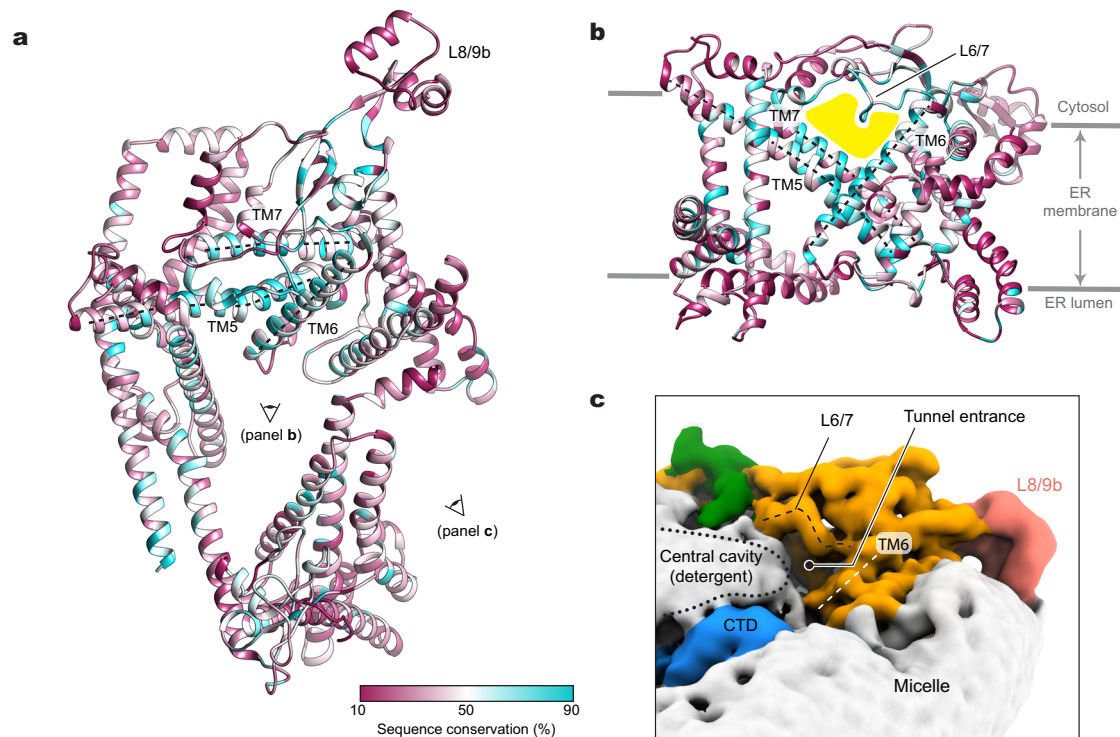 a
L8/9b
TM7
TM5
TM6
(panel b)
(panel c)
10
50
90
Sequence conservation (%)
b
L6/7
TM7
TM6
TM5
Cytosol
ER
membrane
ER lumen
c
L6/7
Tunnel entrance
L8/9b
TM6
Central cavity
(detergent)
CTD
Micelle